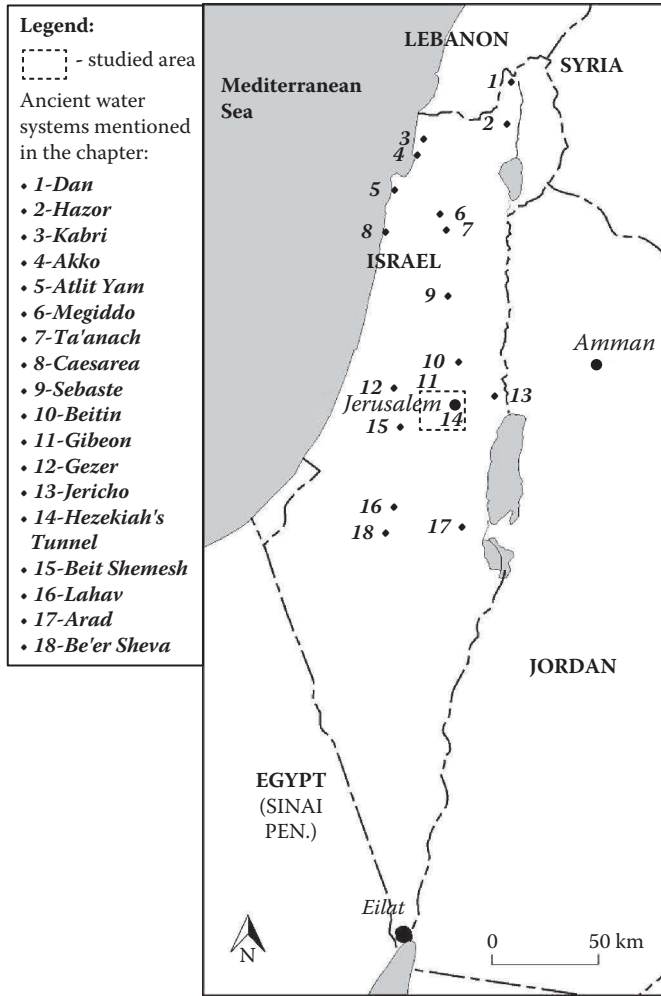 Legend:
- studied area
Ancient water
systems mentioned
in the chapter:
• 1-Dan
• 2-Hazor
• 3-Kabri
• 4-Akko
• 5-Atlit Yam
• 6-Megiddo
• 7-Ta'anach
• 8-Caesarea
• 9-Sebaste
• 10-Beitin
• 11-Gibeon
• 12-Gezer
• 13-Jericho
• 14-Hezekiah's
Tunnel
• 15-Beit Shemesh
• 16-Lahav
• 17-Arad
• 18-Be'er Sheva
LEBANON
SYRIA
Mediterranean
Sea
1
2
3
4
5
6
7
8
ISRAEL
9
10
Amman
11
12
13
Jerusalem
14
15
16
17
18
JORDAN
EGYPT
(SINAI
PEN.)
Eilat
N
0 50 km